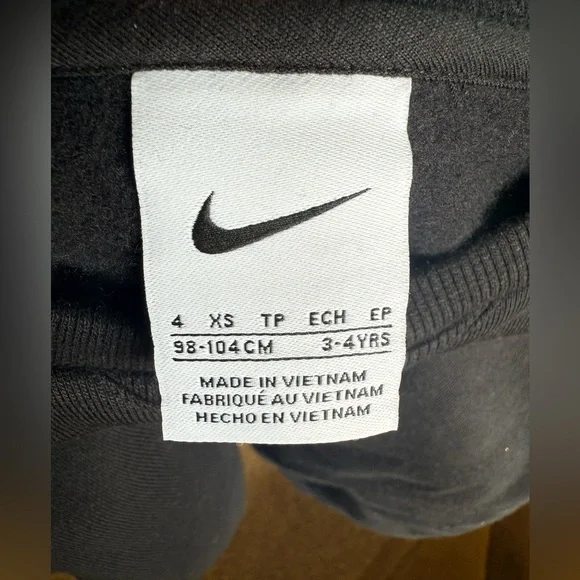 4 XS TP ECH EP
98-104CM 3-4YRS
MADE IN VIETNAM
FABRIQUÉ AU VIETNAM
HECHO EN VIETNAM